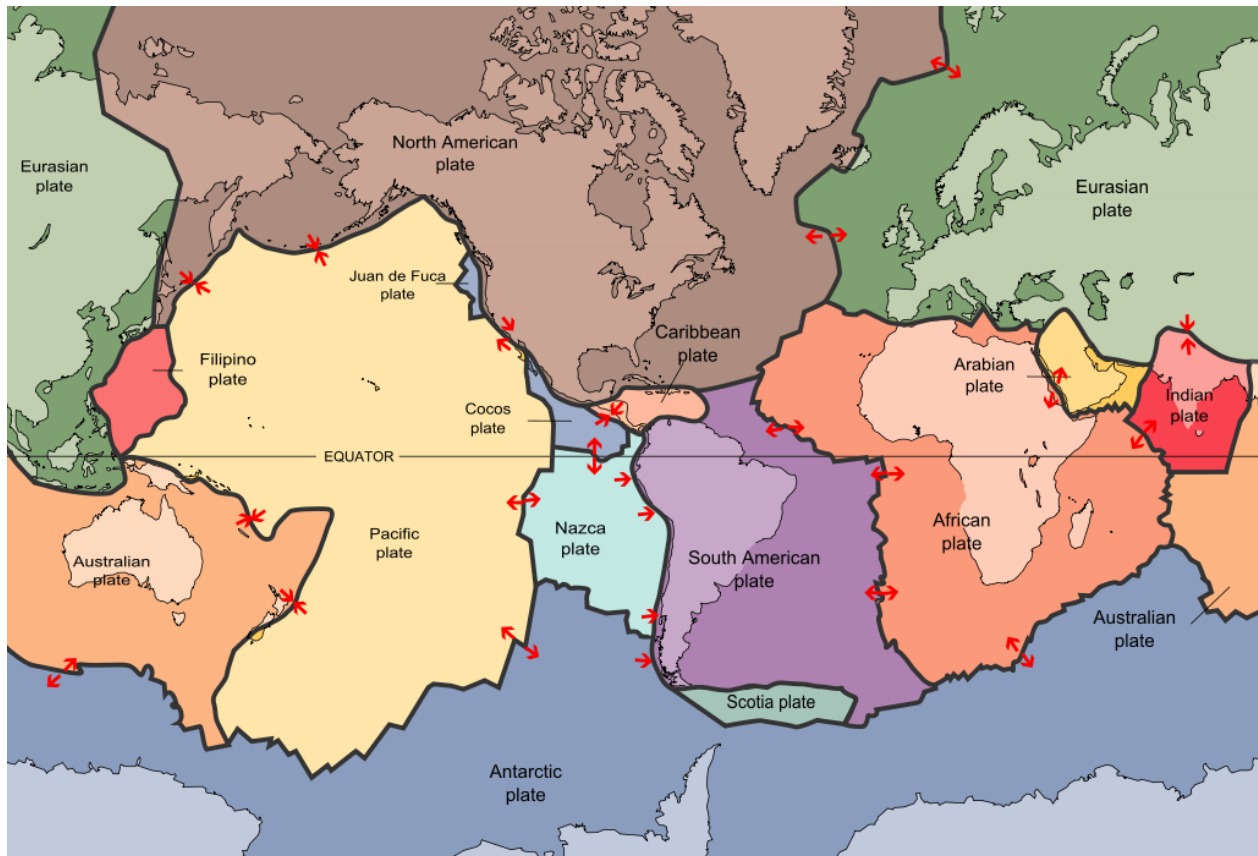 North American
plate
Eurasian
plate
Eurasian
plate
Juan de Fuca
plate
Caribbean
plate
Filipino
plate
Arabian
plate
Indian
plate
Cocos
plate
EQUATOR
Nazca
plate
Pacific
plate
African
plate
South American
plate
Australian
plate
Australian
plate
Scotia plate
Antarctic
plate